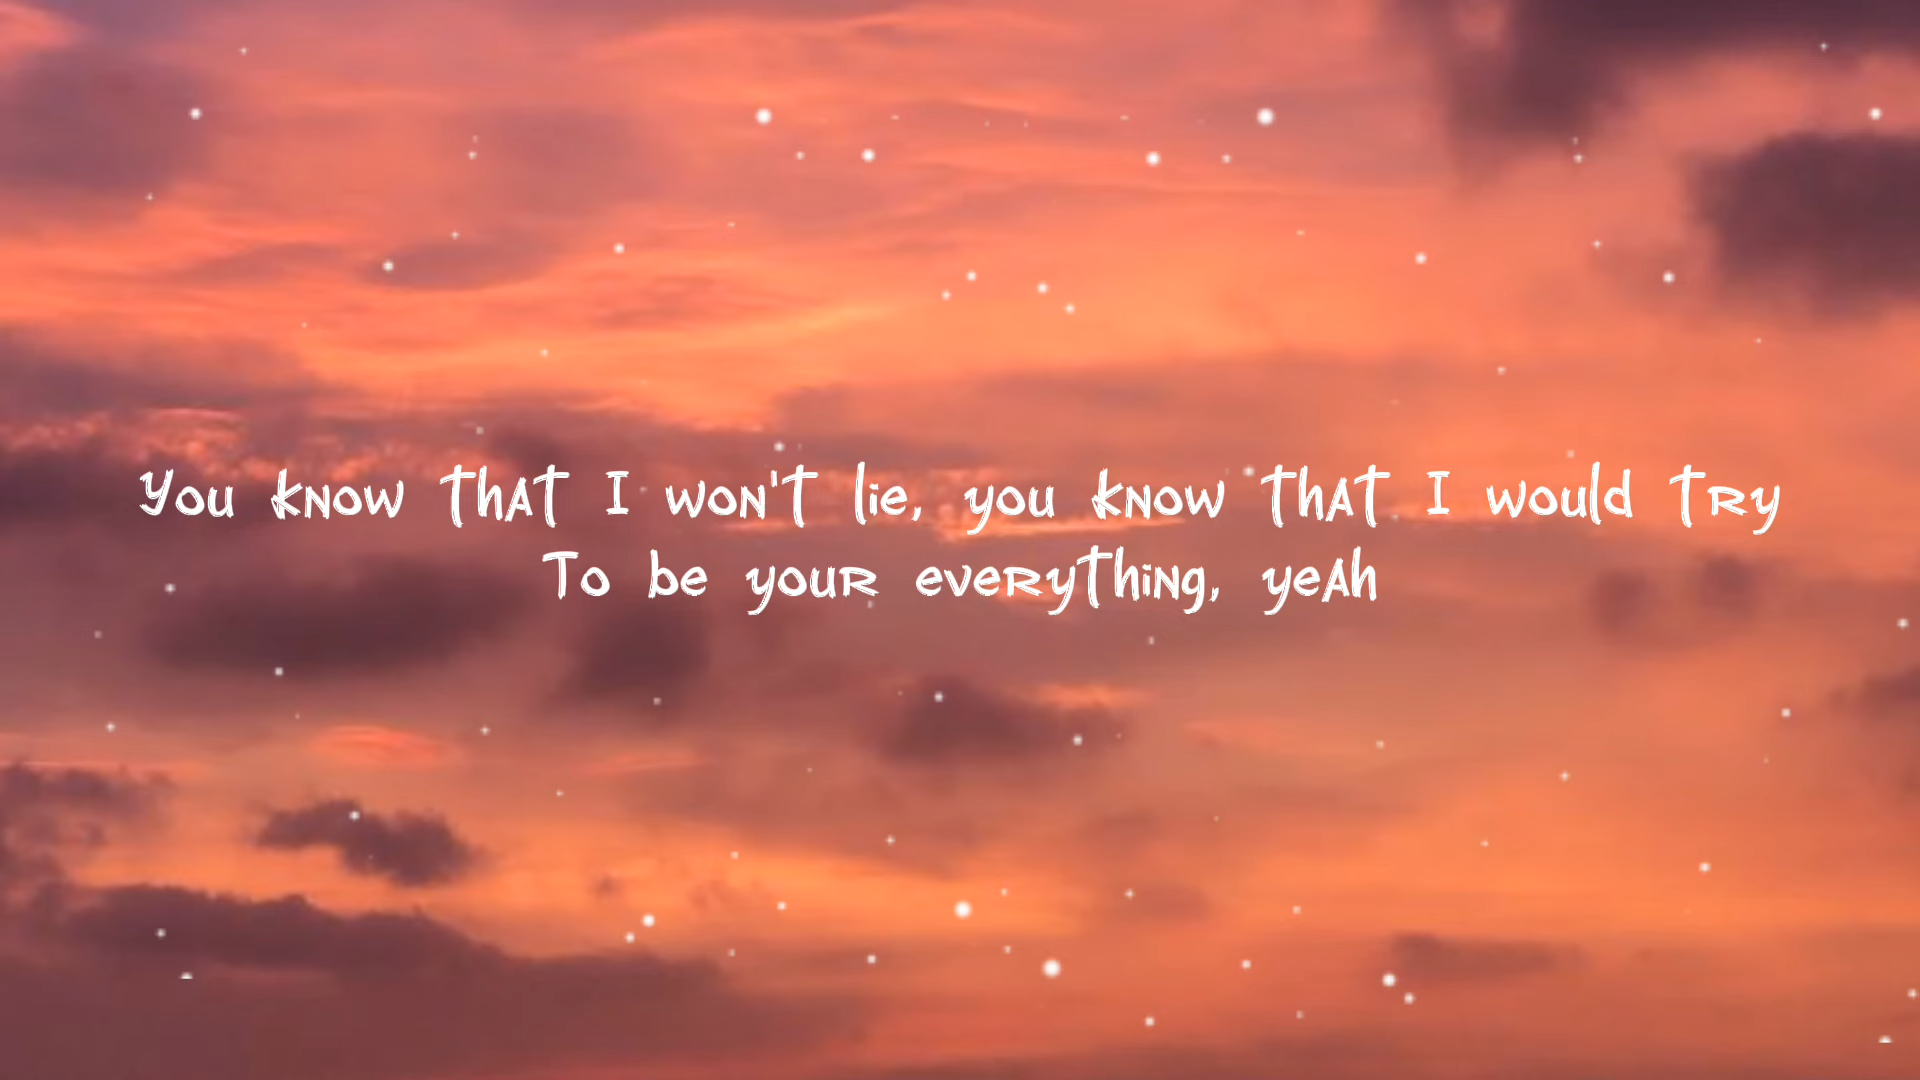 You know that I won't lie, you know that I would try
To be your everything, yeah